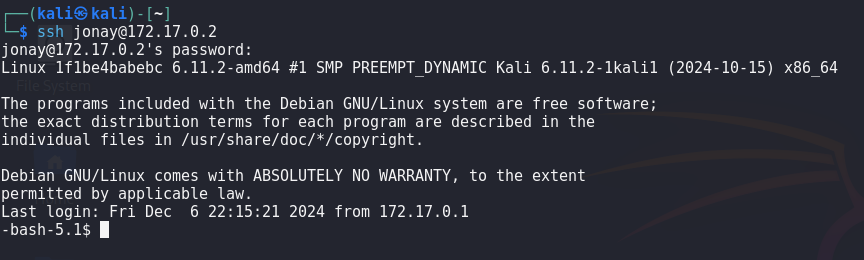 ┌──(kali㉿kali)-[~]
└─$ ssh jonay@172.17.0.2
jonay@172.17.0.2's password:
Linux 1f1be4babebc 6.11.2-amd64 #1 SMP PREEMPT_DYNAMIC Kali 6.11.2-1kali1 (2024-10-15) x86_64
File System
The programs included with the Debian GNU/Linux system are free software;
the exact distribution terms for each program are described in the
individual files in /usr/share/doc/*/copyright.
Debian GNU/Linux comes with ABSOLUTELY NO WARRANTY, to the extent
permitted by applicable law.
Last login: Fri Dec  6 22:15:21 2024 from 172.17.0.1
-bash-5.1$